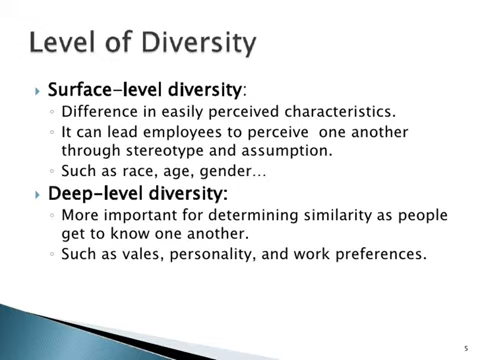 Level of Diversity
Surface-level diversity:
◦ Difference in easily perceived characteristics.
◦ It can lead employees to perceive one another
through stereotype and assumption.
◦ Such as race, age, gender…
Deep-level diversity:
◦ More important for determining similarity as people
get to know one another.
◦ Such as vales, personality, and work preferences.
5